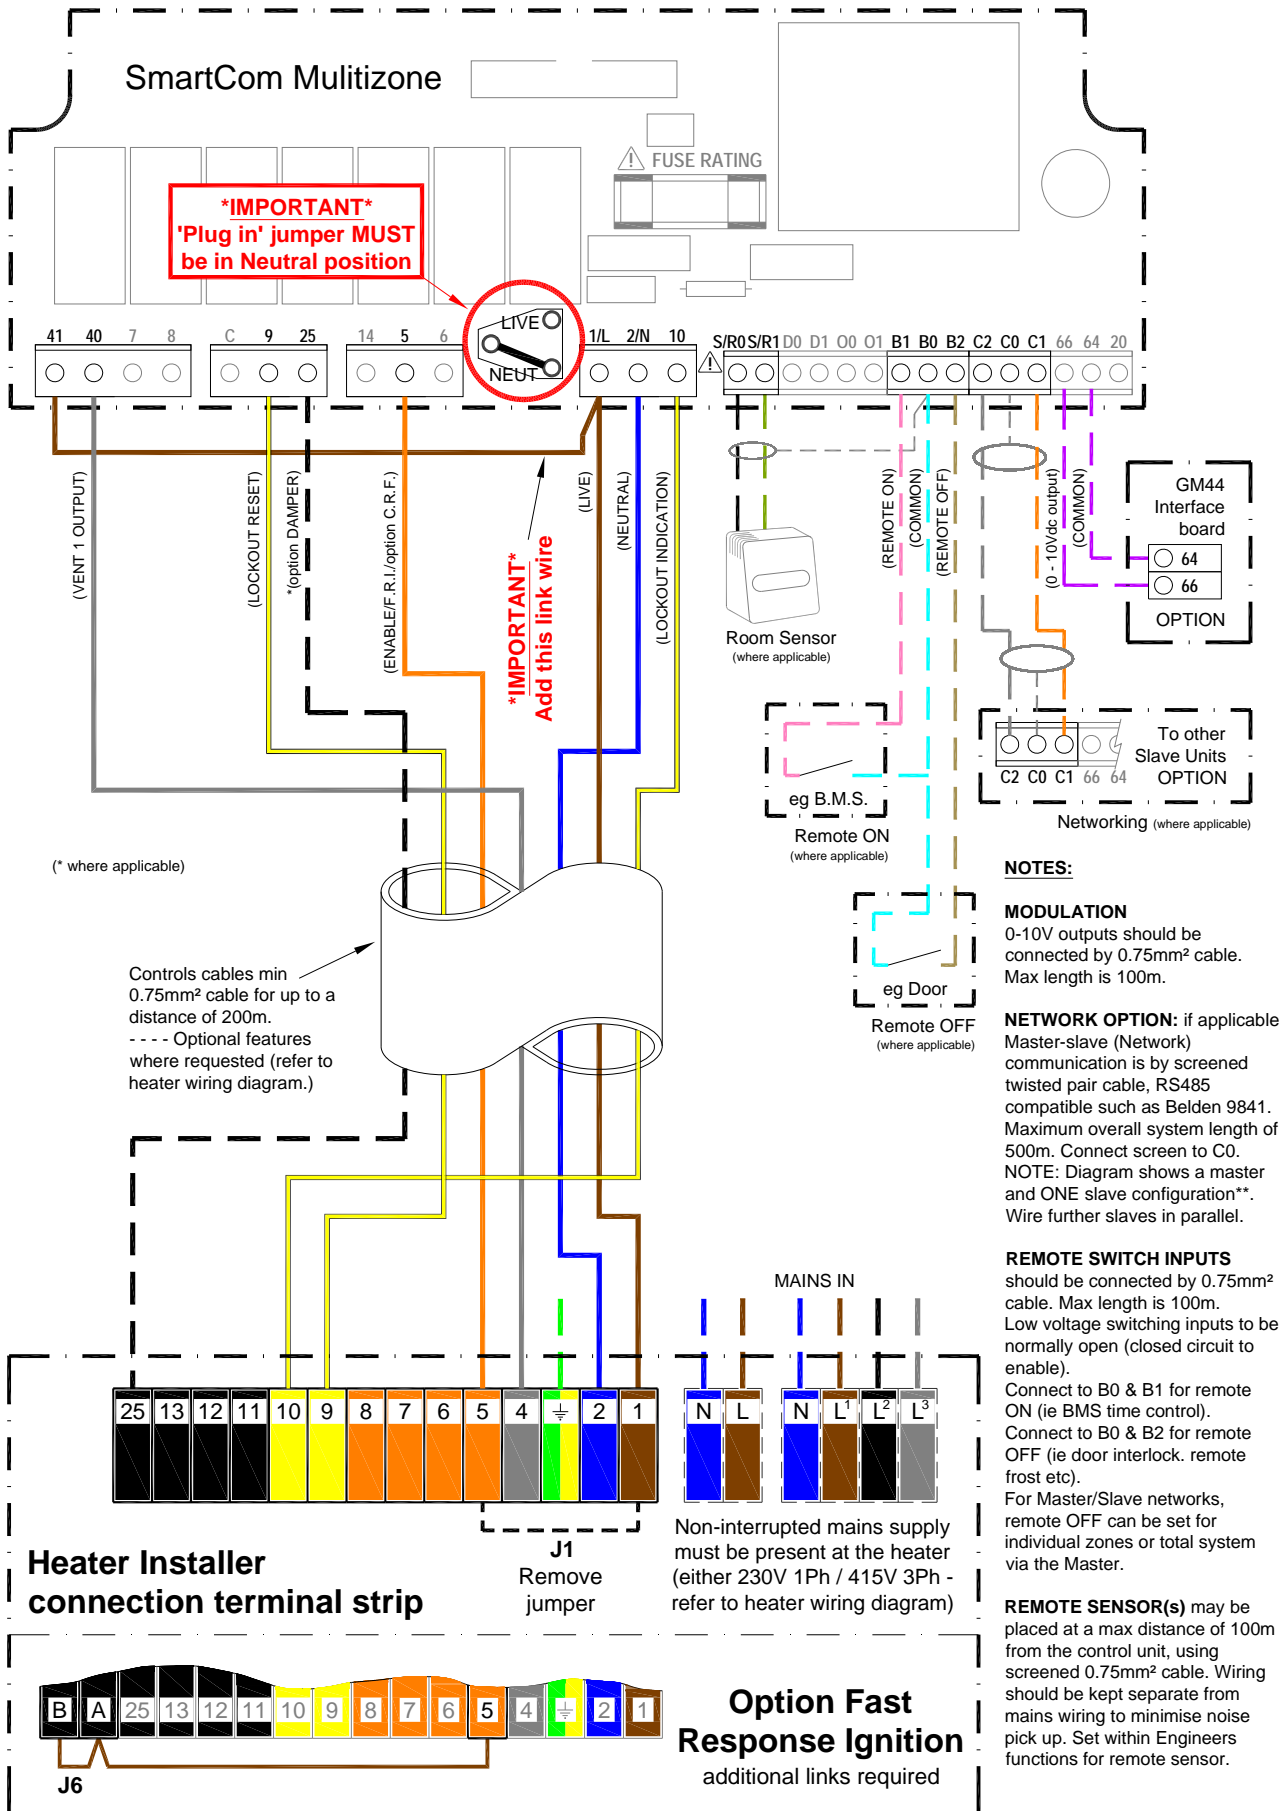 SmartCom Mulitizone
FUSE RATING
*IMPORTANT*
'Plug in' jumper MUST
be in Neutral position
LIVE
NEUT
41 40 7 8
C 9 25
14 5 6
1/L 2/N 10
S/R0 S/R1 D0 D1 O0 O1 B1 B0 B2 C2 C0 C1 66 64 20
(VENT 1 OUTPUT)
(LOCKOUT RESET)
*(option DAMPER)
(ENABLE/F.R.I./option C.R.F.)
*IMPORTANT*
Add this link wire
(LIVE)
(NEUTRAL)
(LOCKOUT INDICATION)
(REMOTE ON)
(COMMON)
(REMOTE OFF)
(0 - 10Vdc output)
(COMMON)
GM44
Interface
board
64
66
OPTION
Room Sensor
(where applicable)
To other
Slave Units
OPTION
C2 C0 C1 66 64
Networking (where applicable)
eg B.M.S.
Remote ON
(where applicable)
eg Door
Remote OFF
(where applicable)
(* where applicable)
Controls cables min
0.75mm² cable for up to a
distance of 200m.
- - - - Optional features
where requested (refer to
heater wiring diagram.)
NOTES:
MODULATION
0-10V outputs should be
connected by 0.75mm² cable.
Max length is 100m.
NETWORK OPTION: if applicable
Master-slave (Network)
communication is by screened
twisted pair cable, RS485
compatible such as Belden 9841.
Maximum overall system length of
500m. Connect screen to C0.
NOTE: Diagram shows a master
and ONE slave configuration**.
Wire further slaves in parallel.
REMOTE SWITCH INPUTS
should be connected by 0.75mm²
cable. Max length is 100m.
Low voltage switching inputs to be
normally open (closed circuit to
enable).
Connect to B0 & B1 for remote
ON (ie BMS time control).
Connect to B0 & B2 for remote
OFF (ie door interlock. remote
frost etc).
For Master/Slave networks,
remote OFF can be set for
individual zones or total system
via the Master.
REMOTE SENSOR(s) may be
placed at a max distance of 100m
from the control unit, using
screened 0.75mm² cable. Wiring
should be kept separate from
mains wiring to minimise noise
pick up. Set within Engineers
functions for remote sensor.
MAINS IN
25 13 12 11 10 9 8 7 6 5 4 2 1
N L
N L¹ L² L³
J1
Remove
jumper
Non-interrupted mains supply
must be present at the heater
(either 230V 1Ph / 415V 3Ph -
refer to heater wiring diagram)
Heater Installer
connection terminal strip
B A 25 13 12 11 10 9 8 7 6 5 4 2 1
J6
Option Fast
Response Ignition
additional links required